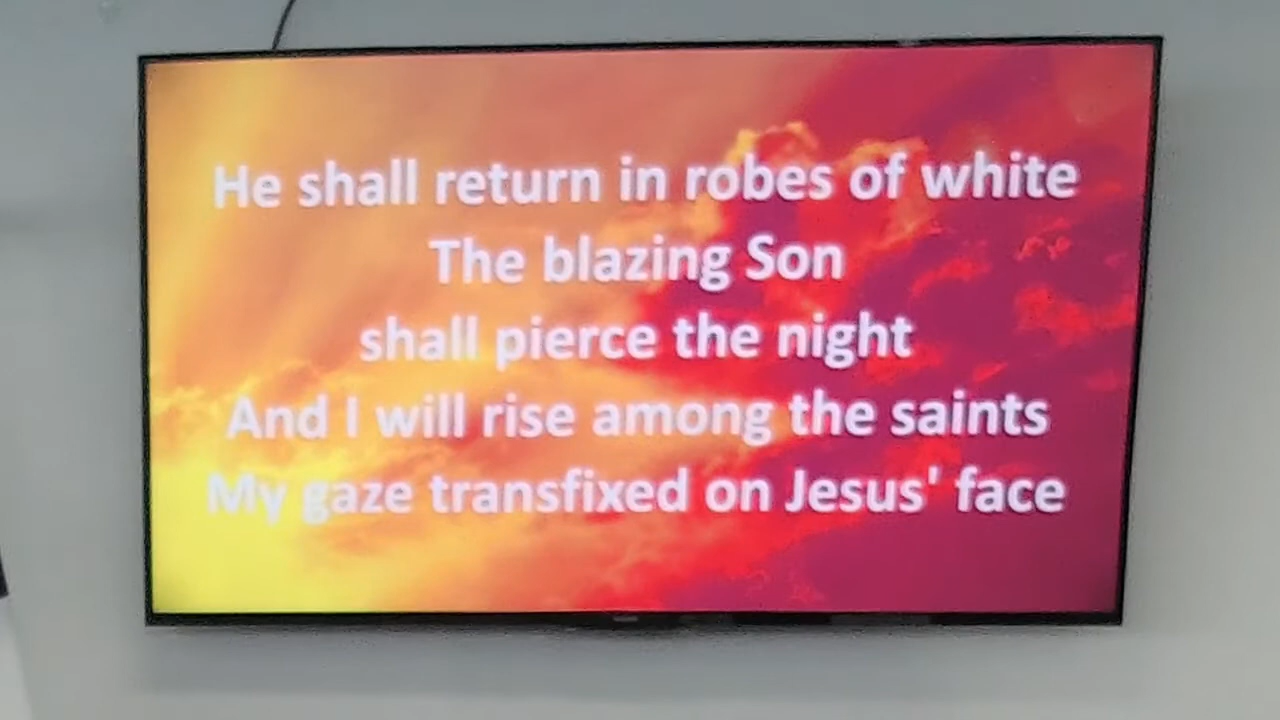 He shall return in robes of white
The blazing Son
shall pierce the night
And I will rise among the saints
My gaze transfixed on Jesus' face